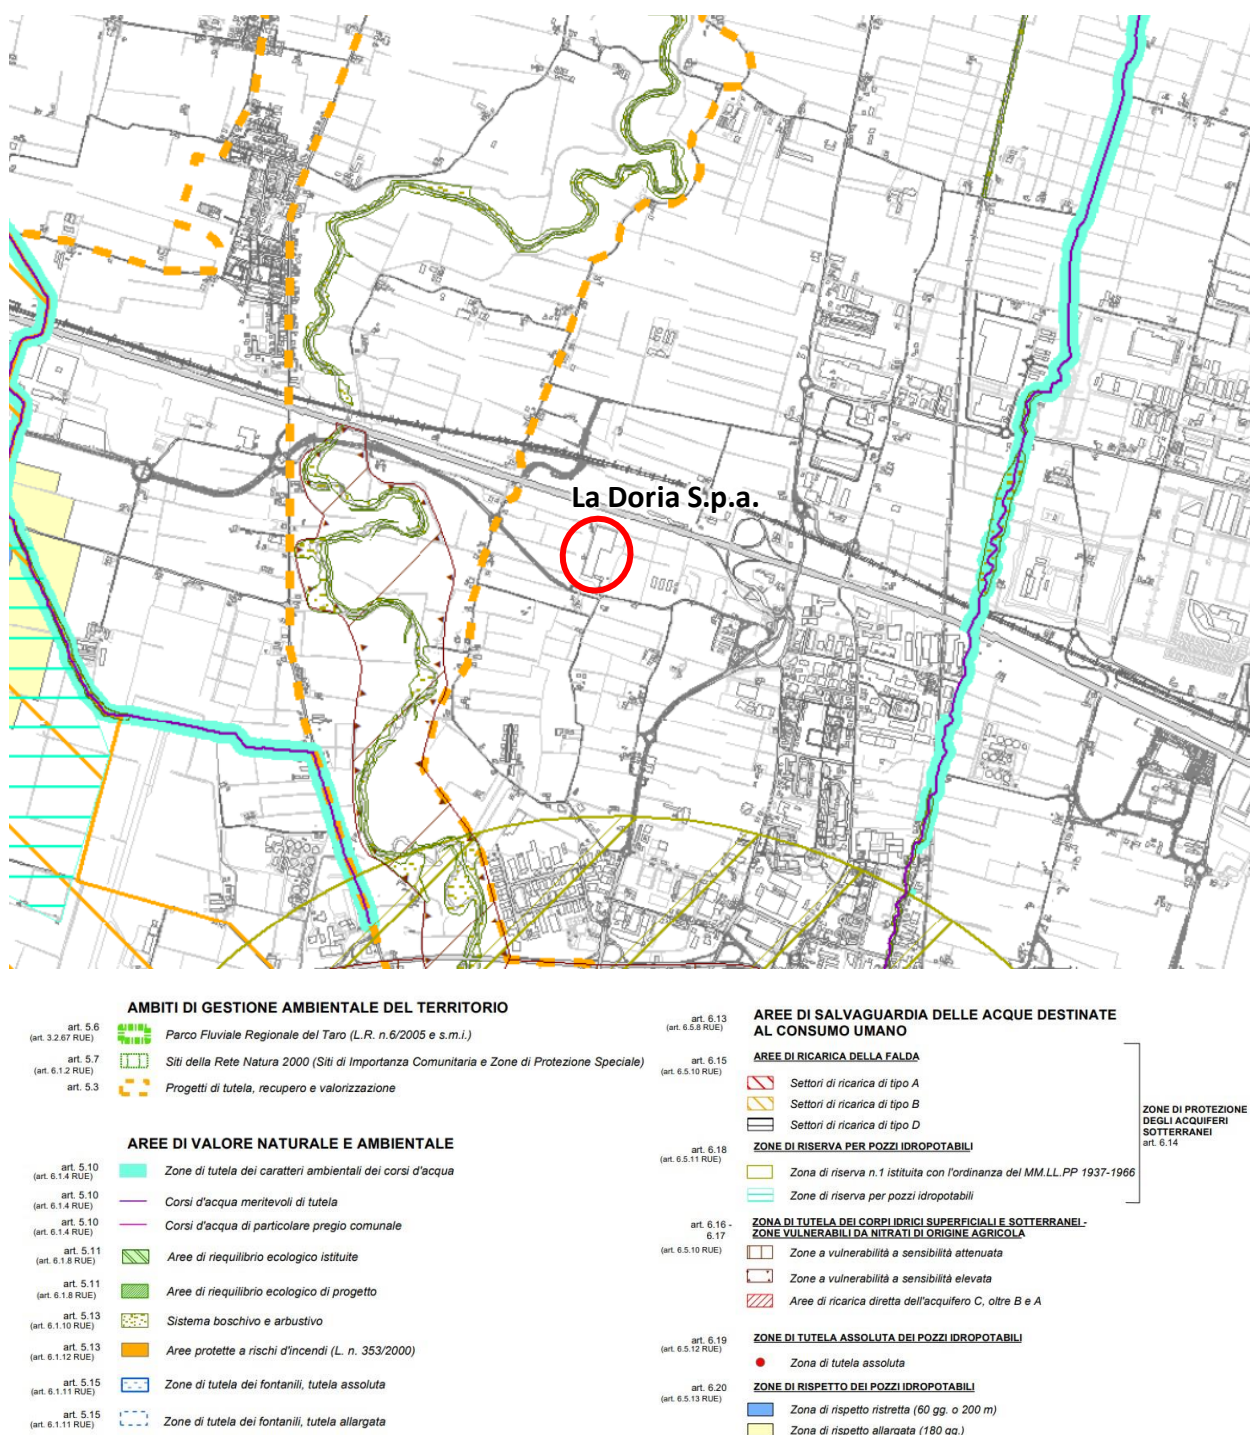 La Doria S.p.a.
AMBITI DI GESTIONE AMBIENTALE DEL TERRITORIO
art. 5.6
(art. 3.2.67 RUE)
Parco Fluviale Regionale del Taro (L.R. n.6/2005 e s.m.i.)
art. 5.7
(art. 6.1.2 RUE)
Siti della Rete Natura 2000 (Siti di Importanza Comunitaria e Zone di Protezione Speciale)
art. 5.3
Progetti di tutela, recupero e valorizzazione
AREE DI VALORE NATURALE E AMBIENTALE
art. 5.10
(art. 6.1.4 RUE)
Zone di tutela dei caratteri ambientali dei corsi d'acqua
art. 5.10
(art. 6.1.4 RUE)
Corsi d'acqua meritevoli di tutela
art. 5.10
(art. 6.1.4 RUE)
Corsi d'acqua di particolare pregio comunale
art. 5.11
(art. 6.1.8 RUE)
Aree di riequilibrio ecologico istituite
art. 5.11
(art. 6.1.8 RUE)
Aree di riequilibrio ecologico di progetto
art. 5.13
(art. 6.1.10 RUE)
Sistema boschivo e arbustivo
art. 5.13
(art. 6.1.12 RUE)
Aree protette a rischi d'incendi (L. n. 353/2000)
art. 5.15
(art. 6.1.11 RUE)
Zone di tutela dei fontanili, tutela assoluta
art. 5.15
(art. 6.1.11 RUE)
Zone di tutela dei fontanili, tutela allargata
art. 6.13
(art. 6.5.8 RUE)
AREE DI SALVAGUARDIA DELLE ACQUE DESTINATE
AL CONSUMO UMANO
art. 6.15
(art. 6.5.10 RUE)
AREE DI RICARICA DELLA FALDA
Settori di ricarica di tipo A
Settori di ricarica di tipo B
Settori di ricarica di tipo D
ZONE DI PROTEZIONE
DEGLI ACQUIFERI
SOTTERRANEI
art. 6.14
art. 6.18
(art. 6.5.11 RUE)
ZONE DI RISERVA PER POZZI IDROPOTABILI
Zona di riserva n.1 istituita con l'ordinanza del MM.LL.PP 1937-1966
Zone di riserva per pozzi idropotabili
art. 6.16 -
6.17
(art. 6.5.10 RUE)
ZONA DI TUTELA DEI CORPI IDRICI SUPERFICIALI E SOTTERRANEI -
ZONE VULNERABILI DA NITRATI DI ORIGINE AGRICOLA
Zone a vulnerabilità a sensibilità attenuata
Zone a vulnerabilità a sensibilità elevata
Aree di ricarica diretta dell'acquifero C, oltre B e A
art. 6.19
(art. 6.5.12 RUE)
ZONE DI TUTELA ASSOLUTA DEI POZZI IDROPOTABILI
Zona di tutela assoluta
art. 6.20
(art. 6.5.13 RUE)
ZONE DI RISPETTO DEI POZZI IDROPOTABILI
Zona di rispetto ristretta (60 gg. o 200 m)
Zona di rispetto allargata (180 gg.)